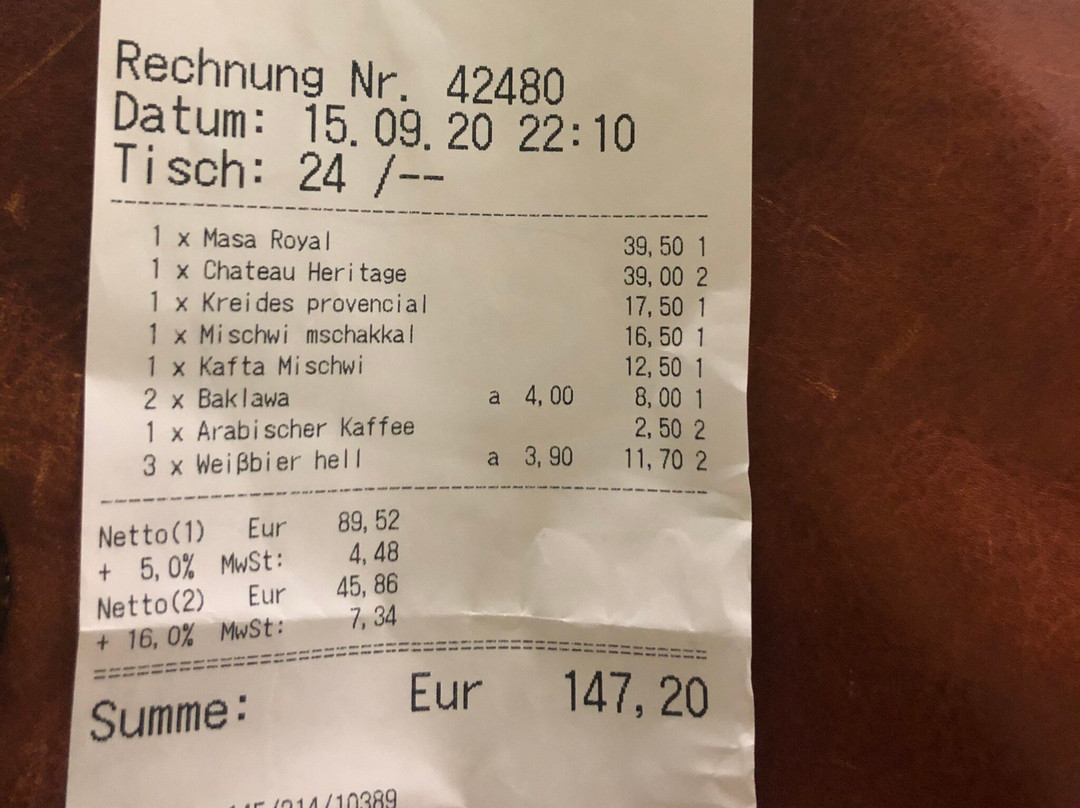 Rechnung Nr. 42480
Datum: 15.09.20 22:10
Tisch: 24 /--
1 x Masa Royal 39,50 1
1 x Chateau Heritage 39,00 2
1 x Kreides provencial 17,50 1
1 x Mischwi mschakkal 16,50 1
1 x Kafta Mischwi 12,50 1
2 x Baklawa a 4,00 8,00 1
1 x Arabischer Kaffee 2,50 2
3 x Weißbier hell a 3,90 11,70 2
Netto(1) Eur 89,52
+ 5,0% MwSt: 4,48
Netto(2) Eur 45,86
+ 16,0% MwSt: 7,34
Summe: Eur 147,20